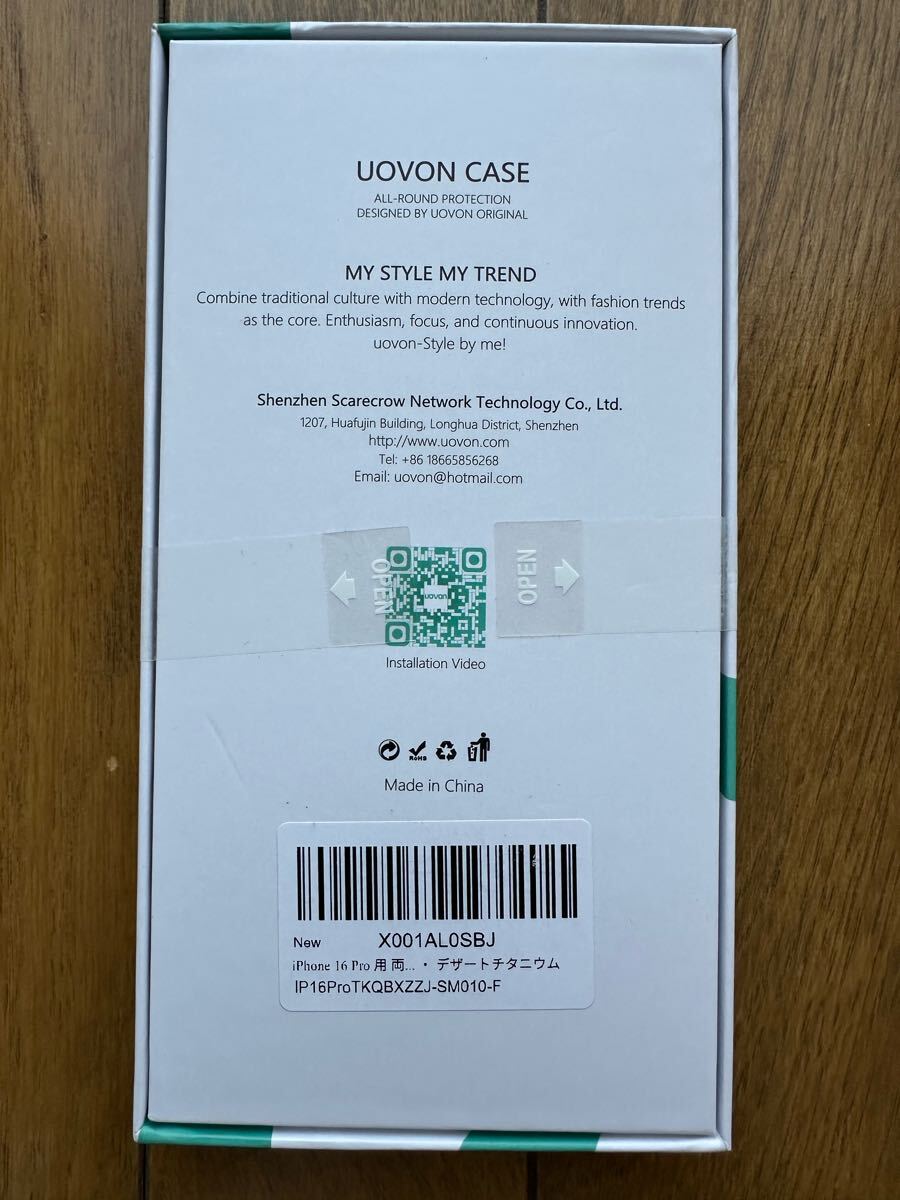 UOVON CASE
ALL-ROUND PROTECTION
DESIGNED BY UOVON ORIGINAL
MY STYLE MY TREND
Combine traditional culture with modern technology, with fashion trends
as the core. Enthusiasm, focus, and continuous innovation.
uovon-Style by me!
Shenzhen Scarecrow Network Technology Co., Ltd.
1207, Huafujin Building, Longhua District, Shenzhen
http://www.uovon.com
Tel: +86 18665856268
Email: uovon@hotmail.com
OPEN
uovon
OPEN
Installation Video
RoHS
Made in China
New X001AL0SBJ
iPhone 16 Pro 用 両... ・ デザートチタニウム
IP16ProTKQBXZZJ-SM010-F